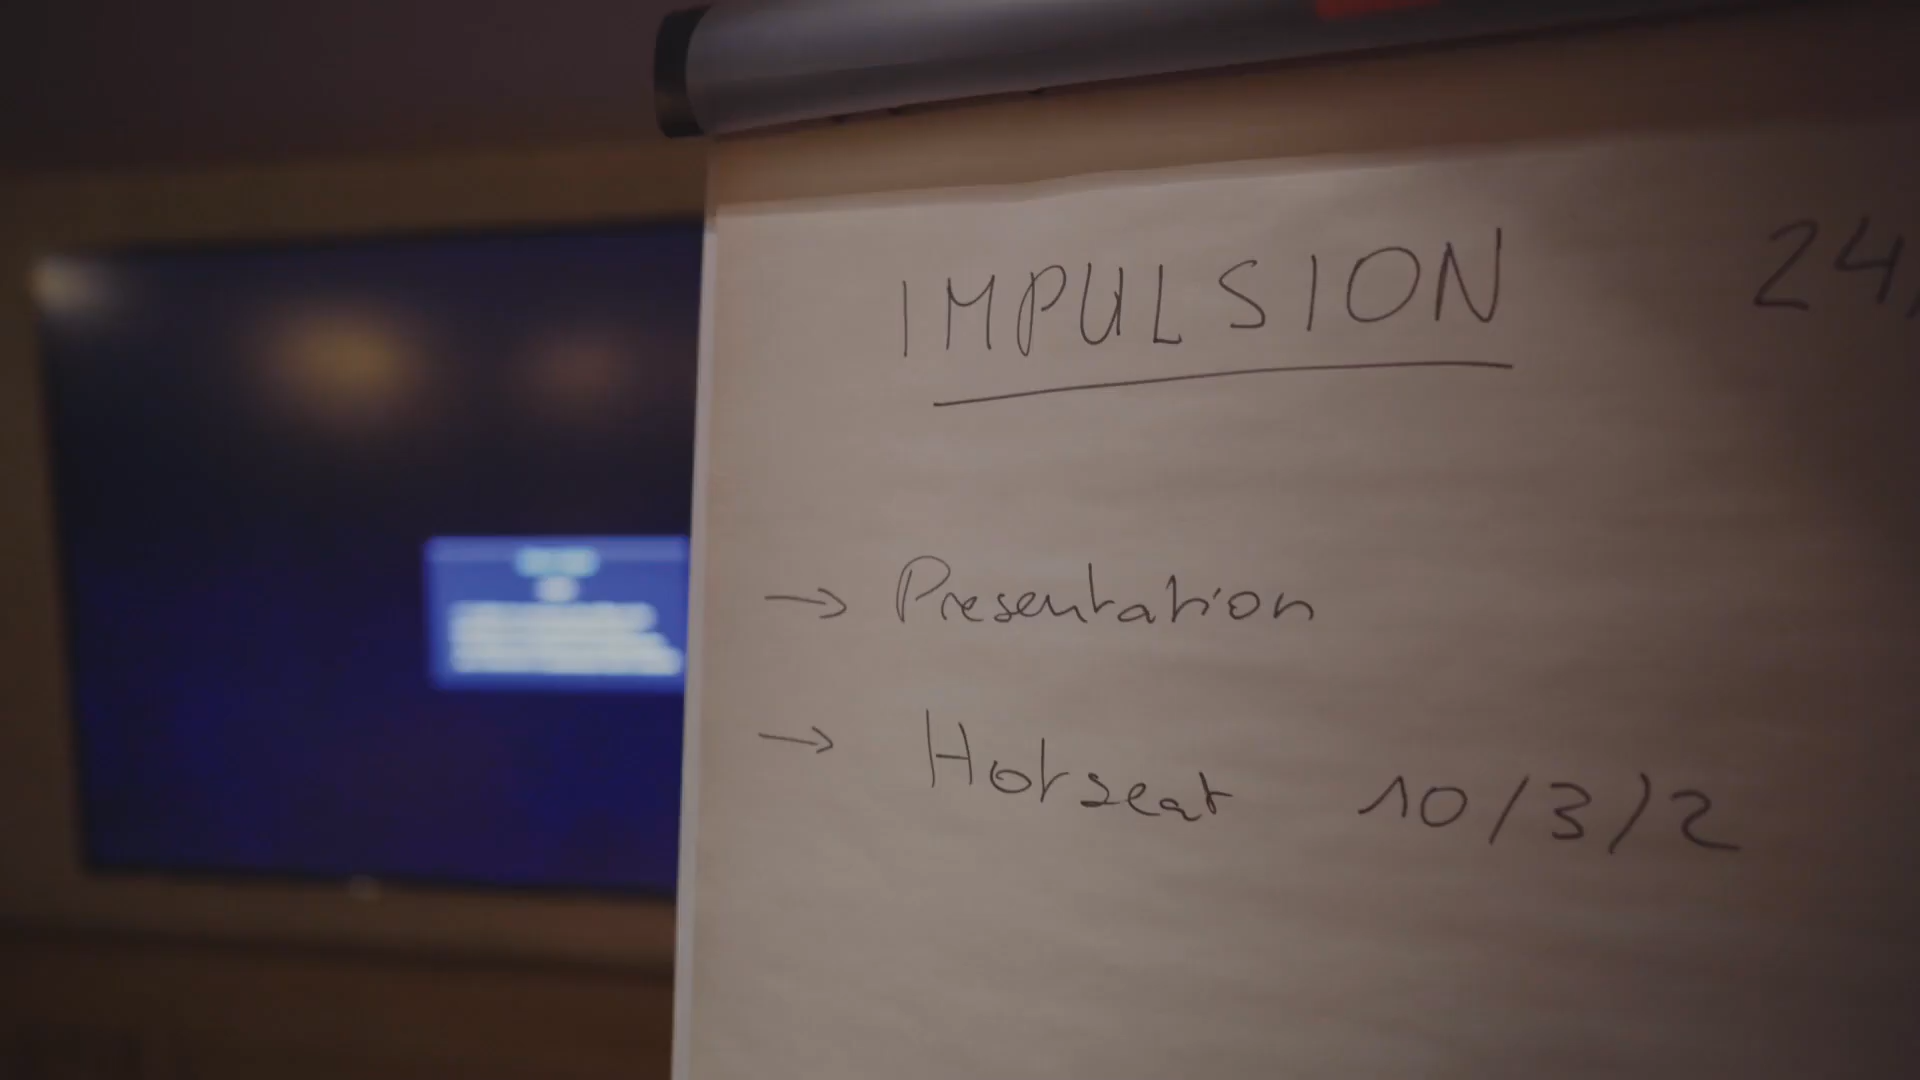 IMPULSION 24
→ Presentation
→ Hotseat 10/3/2